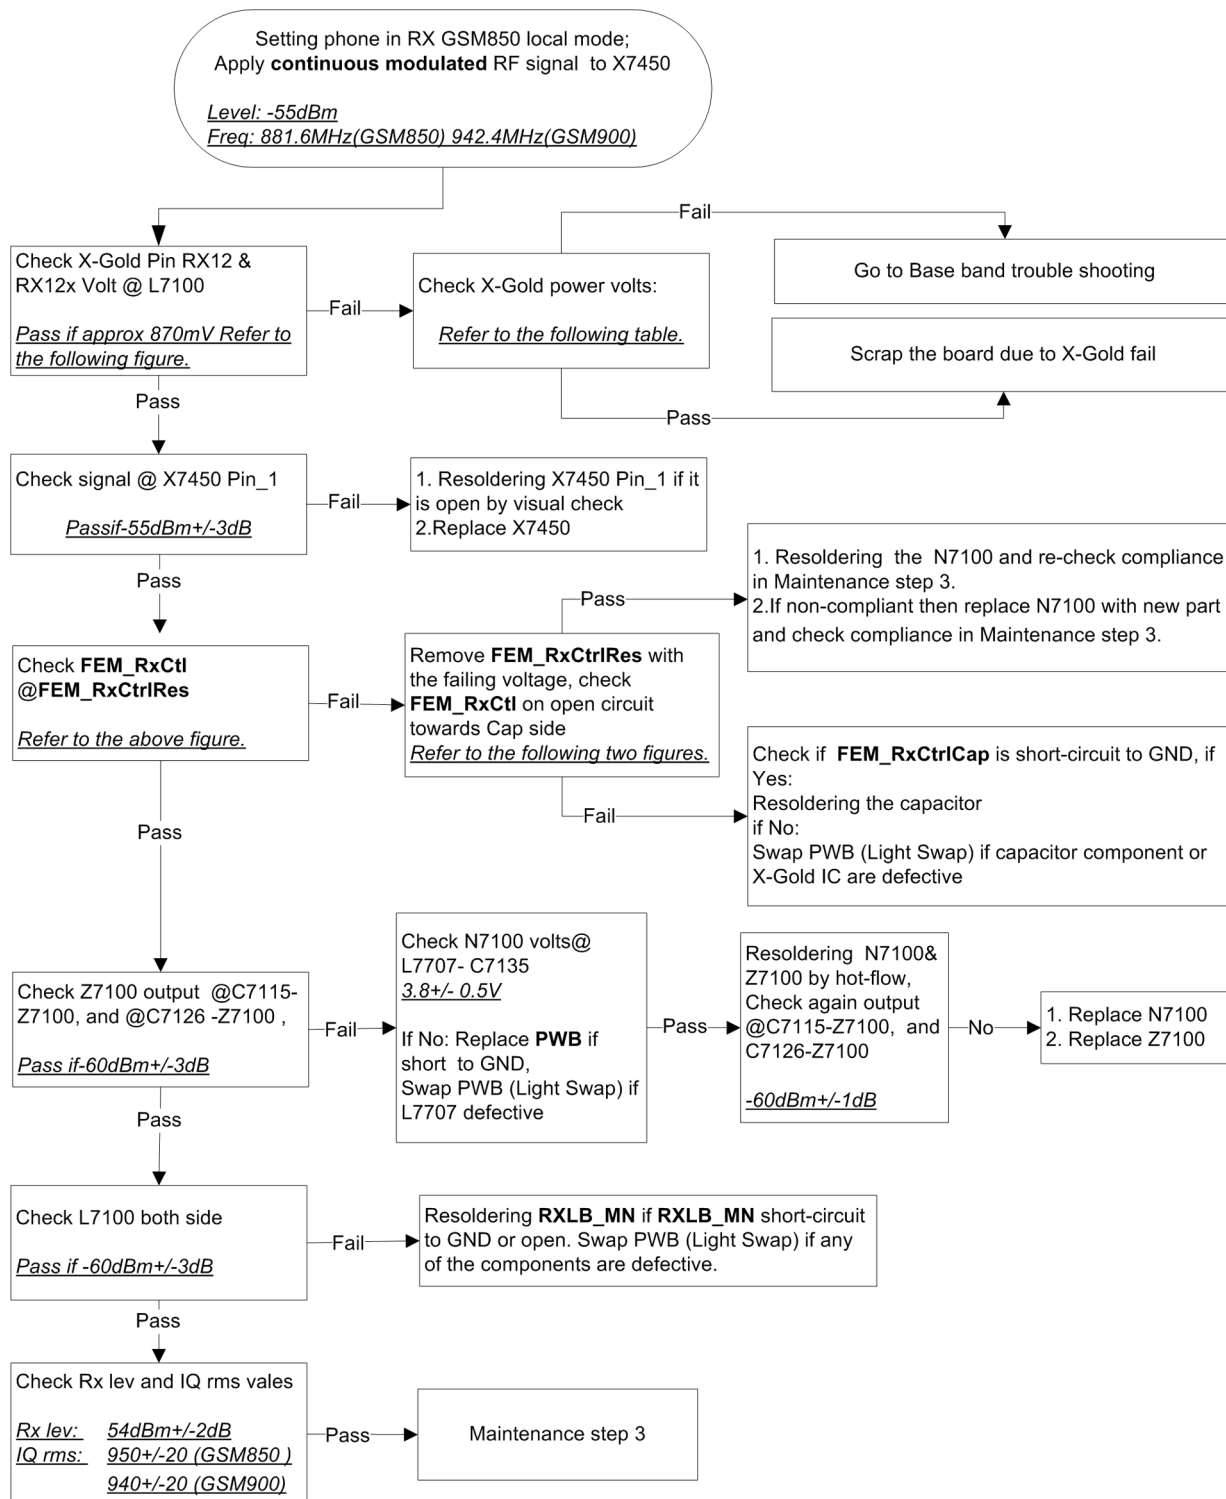 Setting phone in RX GSM850 local mode;
Apply continuous modulated RF signal to X7450
Level: -55dBm
Freq: 881.6MHz(GSM850) 942.4MHz(GSM900)
Check X-Gold Pin RX12 &
RX12x Volt @ L7100
Pass if approx 870mV Refer to
the following figure.
Fail
Check X-Gold power volts:
Refer to the following table.
Fail
Go to Base band trouble shooting
Scrap the board due to X-Gold fail
Pass
Pass
Check signal @ X7450 Pin_1
Passif-55dBm+/-3dB
Fail
1. Resoldering X7450 Pin_1 if it
is open by visual check
2.Replace X7450
Pass
Check FEM_RxCtl
@FEM_RxCtrlRes
Refer to the above figure.
Fail
Remove FEM_RxCtrlRes with
the failing voltage, check
FEM_RxCtl on open circuit
towards Cap side
Refer to the following two figures.
Pass
1. Resoldering the N7100 and re-check compliance
in Maintenance step 3.
2.If non-compliant then replace N7100 with new part
and check compliance in Maintenance step 3.
Fail
Check if FEM_RxCtrlCap is short-circuit to GND, if
Yes:
Resoldering the capacitor
if No:
Swap PWB (Light Swap) if capacitor component or
X-Gold IC are defective
Pass
Check Z7100 output @C7115-
Z7100, and @C7126 -Z7100 ,
Pass if-60dBm+/-3dB
Fail
Check N7100 volts@
L7707- C7135
3.8+/- 0.5V
If No: Replace PWB if
short to GND,
Swap PWB (Light Swap) if
L7707 defective
Pass
Resoldering N7100&
Z7100 by hot-flow,
Check again output
@C7115-Z7100, and
C7126-Z7100
-60dBm+/-1dB
No
1. Replace N7100
2. Replace Z7100
Pass
Check L7100 both side
Pass if -60dBm+/-3dB
Fail
Resoldering RXLB_MN if RXLB_MN short-circuit
to GND or open. Swap PWB (Light Swap) if any
of the components are defective.
Pass
Check Rx lev and IQ rms vales
Rx lev: 54dBm+/-2dB
IQ rms: 950+/-20 (GSM850 )
940+/-20 (GSM900)
Pass
Maintenance step 3